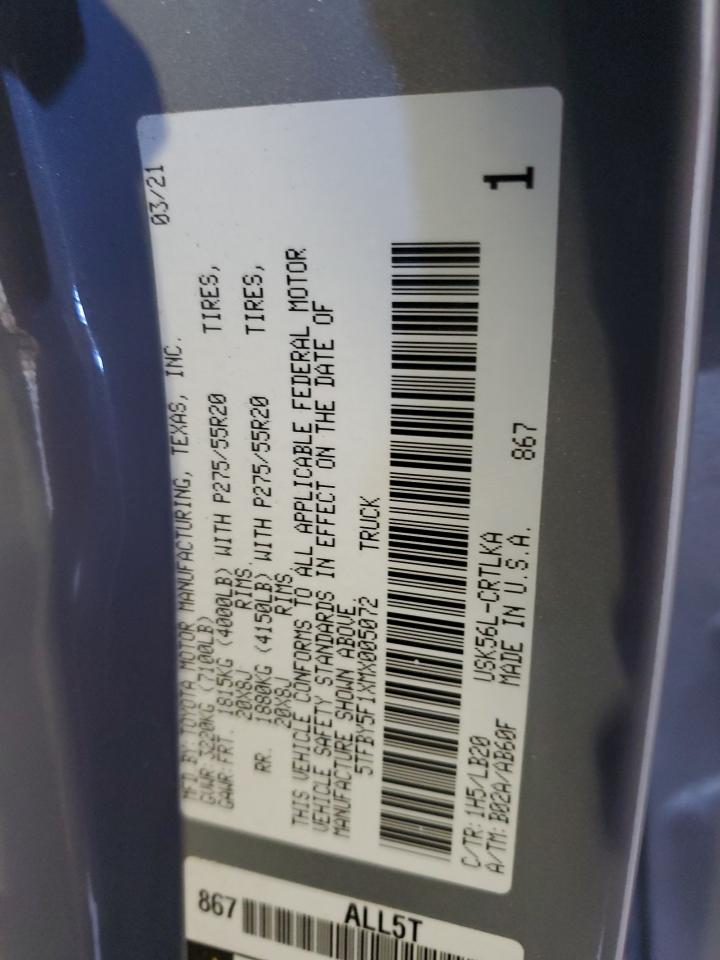 MFD BY: TOYOTA MOTOR MANUFACTURING, TEXAS, INC. 03/21
GVWR: 3220KG (7100LB)
GAWR: FRT. 1815KG (4000LB) WITH P275/55R20 TIRES,
20X8J RIMS.
RR. 1880KG (4150LB) WITH P275/55R20 TIRES,
20X8J RIMS.
THIS VEHICLE CONFORMS TO ALL APPLICABLE FEDERAL MOTOR
VEHICLE SAFETY STANDARDS IN EFFECT ON THE DATE OF
MANUFACTURE SHOWN ABOVE.
5TFBY5F1XMX005072 TRUCK
C/TR: 1H5/LB20 USK56L-CRTLKA 867 1
A/TM: B02A/AB60F MADE IN U.S.A.
867
ALL5T